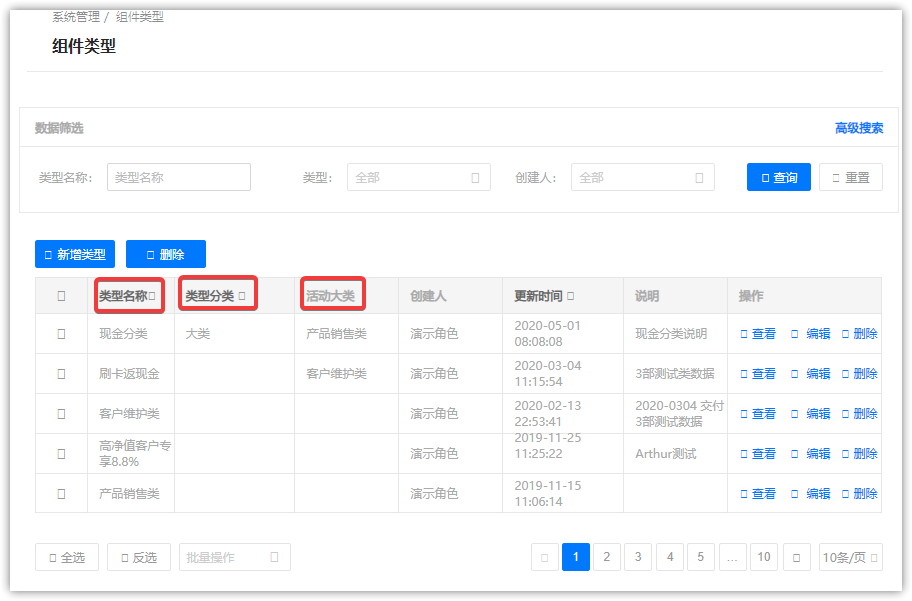 系统管理 / 组件类型
组件类型
数据筛选 高级搜索
类型名称: 类型名称 类型: 全部 创建人: 全部 查询 重置
新增类型 删除
类型名称 类型分类 活动大类 创建人 更新时间 说明 操作
现金分类 大类 产品销售类 演示角色 2020-05-01 08:08:08 现金分类说明 查看 编辑 删除
刷卡返现金 客户维护类 演示角色 2020-03-04 11:15:54 3部测试类数据 查看 编辑 删除
客户维护类 演示角色 2020-02-13 22:53:41 2020-0304 交付3部测试数据 查看 编辑 删除
高净值客户专享8.8% 演示角色 2019-11-25 11:25:22 Arthur测试 查看 编辑 删除
产品销售类 演示角色 2019-11-15 11:06:14 查看 编辑 删除
全选 反选 批量操作 1 2 3 4 5 ... 10 10条/页